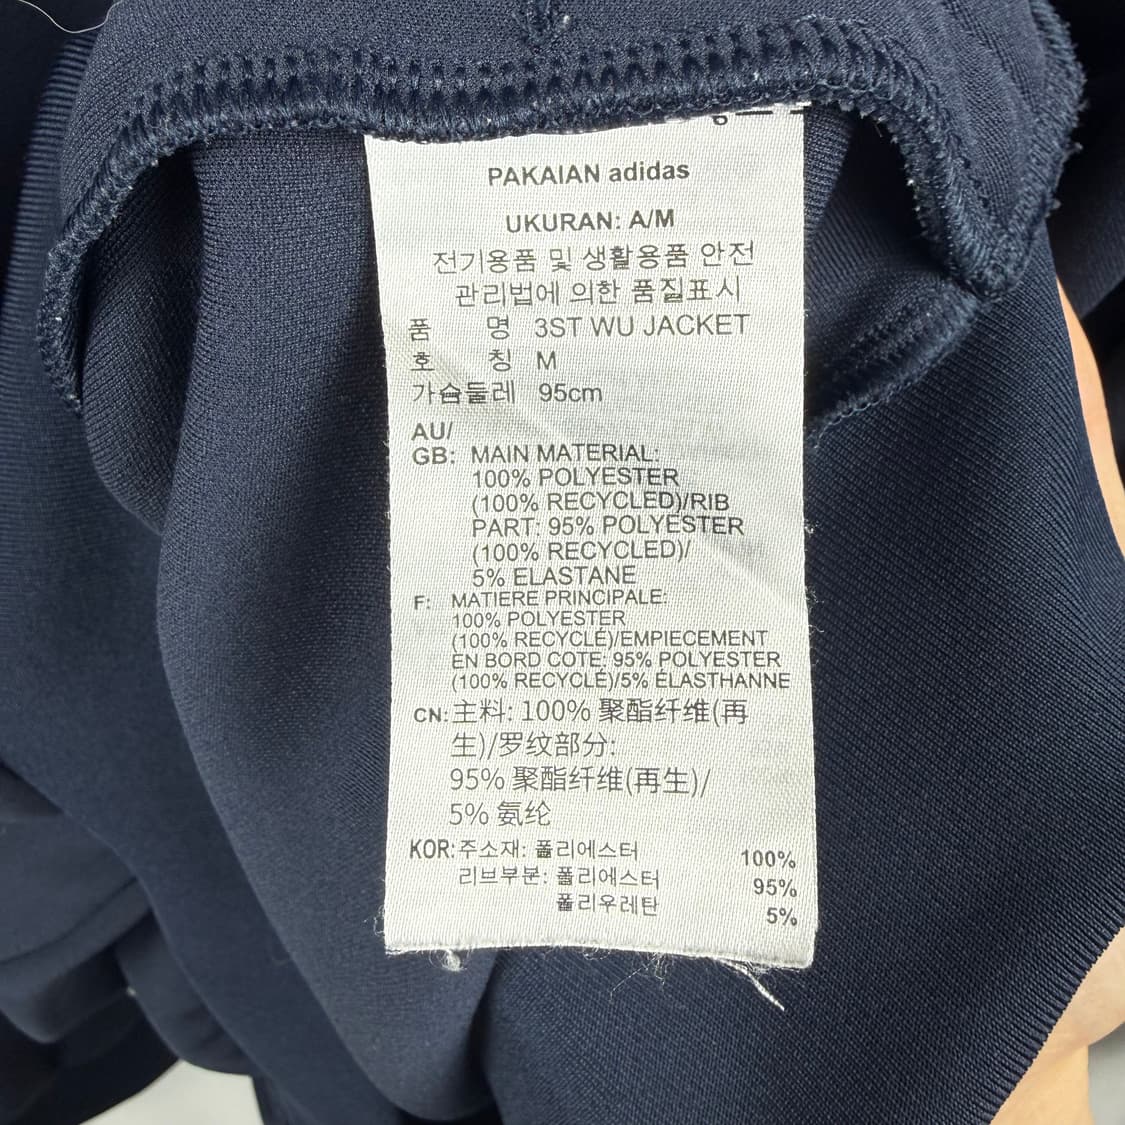 PAKAIAN adidas
UKURAN: A/M
전기용품 및 생활용품 안전
관리법에 의한 품질표시
품 명 3ST WU JACKET
호 칭 M
가슴둘레 95cm
AU/
GB: MAIN MATERIAL:
100% POLYESTER
(100% RECYCLED)/RIB
PART: 95% POLYESTER
(100% RECYCLED)/
5% ELASTANE
F: MATIERE PRINCIPALE:
100% POLYESTER
(100% RECYCLÉ)/EMPIECEMENT
EN BORD COTE: 95% POLYESTER
(100% RECYCLÉ)/5% ÉLASTHANNE
CN: 主料: 100% 聚酯纤维(再
生)/罗纹部分:
95% 聚酯纤维(再生)/
5% 氨纶
KOR: 주소재: 폴리에스터 100%
리브부분: 폴리에스터 95%
폴리우레탄 5%